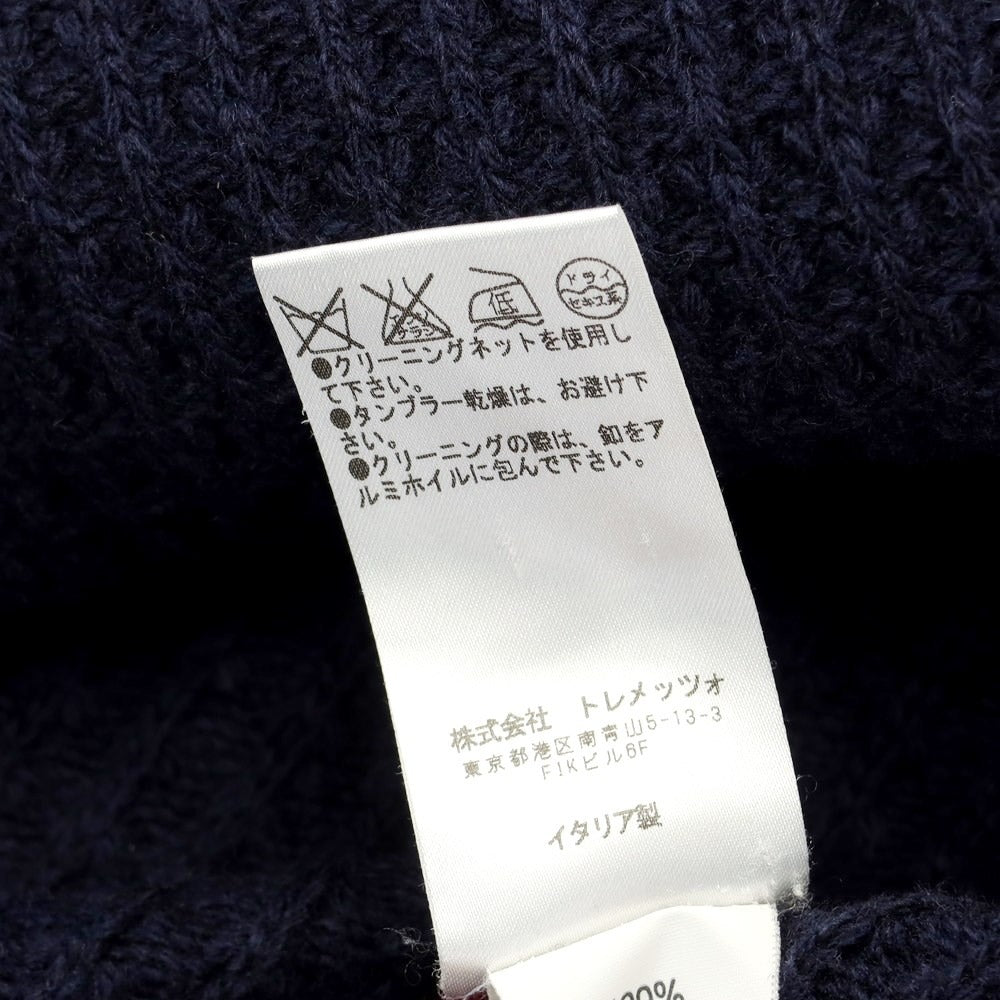 低
ドライ
セキユ系
●クリーニングネットを使用し
て下さい。
●タンブラー乾燥は、お避け下
さい。
●クリーニングの際は、釦をア
ルミホイルに包んで下さい。
株式会社 トレメッツォ
東京都港区南青山5-13-3
FIKビル6F
イタリア製